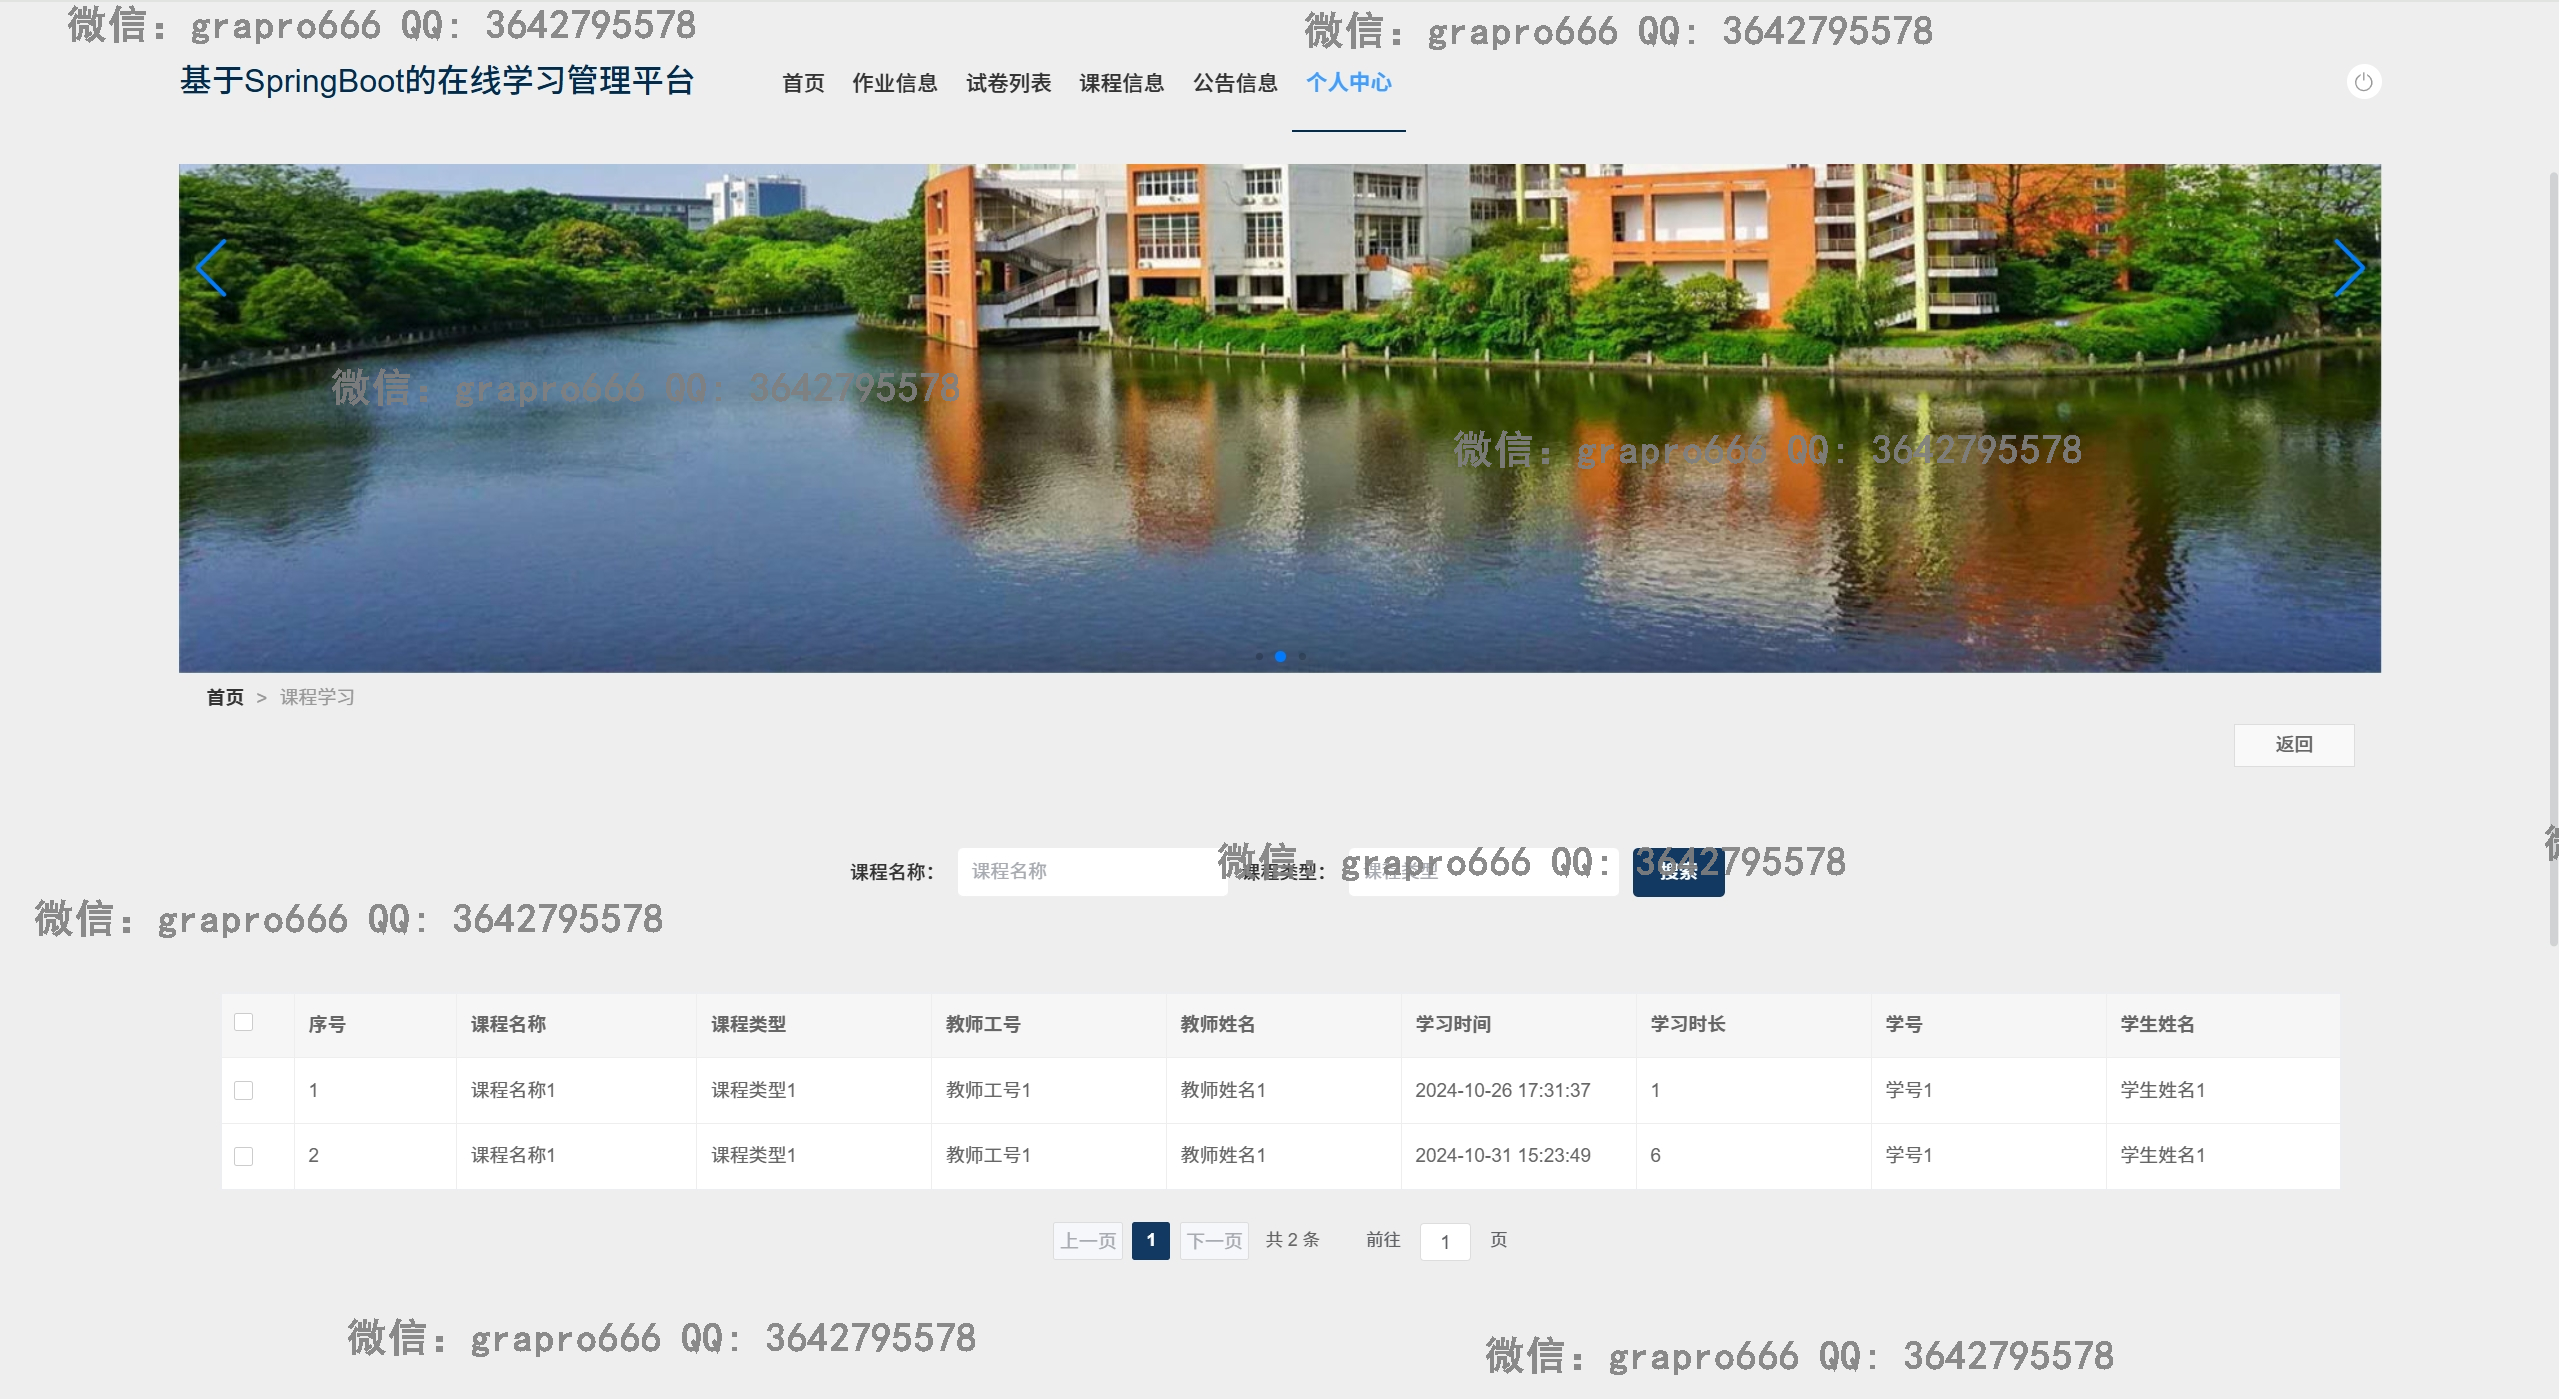 微信: grapro666 QQ: 3642795578
微信: grapro666 QQ: 3642795578
基于SpringBoot的在线学习管理平台
首页 作业信息 试卷列表 课程信息 公告信息 个人中心
微信: grapro666 QQ: 3642795578
微信: grapro666 QQ: 3642795578
首页 > 课程学习
返回
课程名称： 课程名称 课程类型： 课程类型 搜索
微信: grapro666 QQ: 3642795578
微
微信: grapro666 QQ: 3642795578
序号 课程名称 课程类型 教师工号 教师姓名 学习时间 学习时长 学号 学生姓名
1 课程名称1 课程类型1 教师工号1 教师姓名1 2024-10-26 17:31:37 1 学号1 学生姓名1
2 课程名称1 课程类型1 教师工号1 教师姓名1 2024-10-31 15:23:49 6 学号1 学生姓名1
上一页 1 下一页 共 2 条 前往 1 页
微信: grapro666 QQ: 3642795578
微信: grapro666 QQ: 3642795578